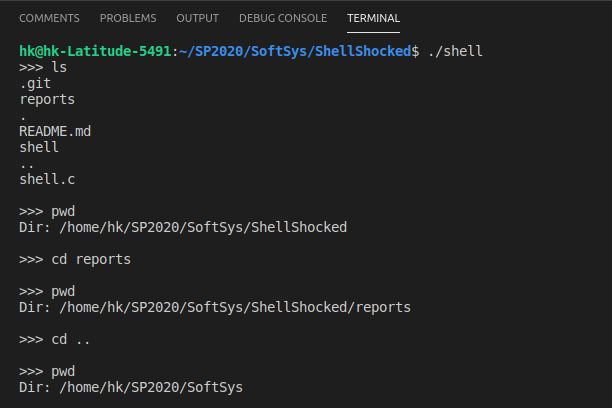 COMMENTS PROBLEMS OUTPUT DEBUG CONSOLE TERMINAL
hk@hk-Latitude-5491:~/SP2020/SoftSys/ShellShocked$ ./shell
>>> ls
.git
reports
.
README.md
shell
..
shell.c
>>> pwd
Dir: /home/hk/SP2020/SoftSys/ShellShocked
>>> cd reports
>>> pwd
Dir: /home/hk/SP2020/SoftSys/ShellShocked/reports
>>> cd ..
>>> pwd
Dir: /home/hk/SP2020/SoftSys